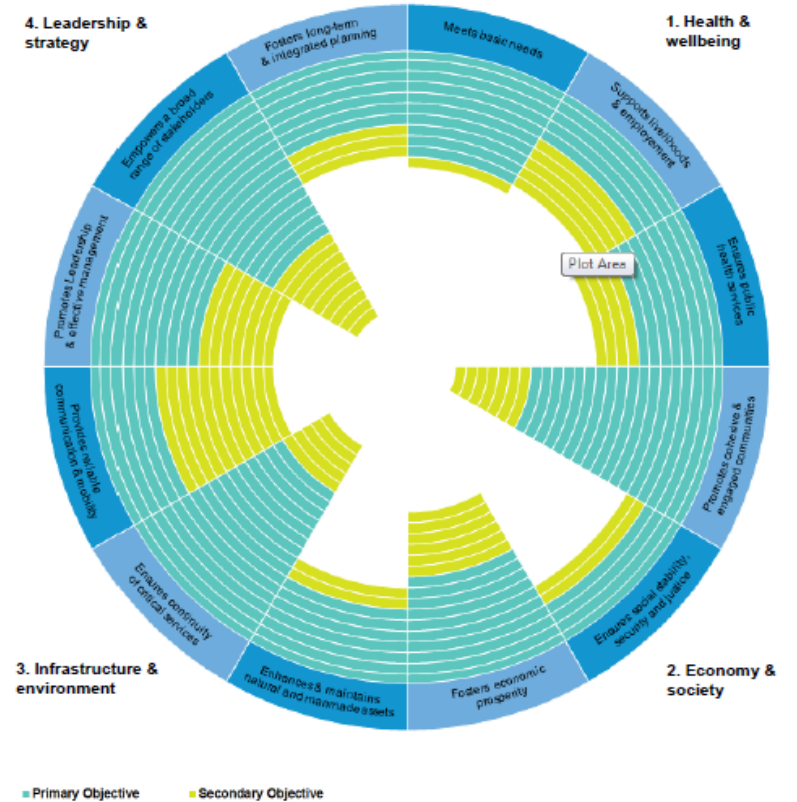 4. Leadership &
strategy
1. Health &
wellbeing
Fosters long-term
& integrated planning
Meets basic needs
Supports livelihoods
& employement
Ensures public
health services
Promotes cohesive &
engaged communities
Ensures social stability,
security and justice
Fosters economic
prosperity
Enhances & maintains
natural and manmade assets
Ensures continuity
of critical services
Provides reliable
communication & mobility
Promotes Leadership
& effective management
Empowers a broad
range of stakeholders
Plot Area
3. Infrastructure &
environment
2. Economy &
society
Primary Objective
Secondary Objective